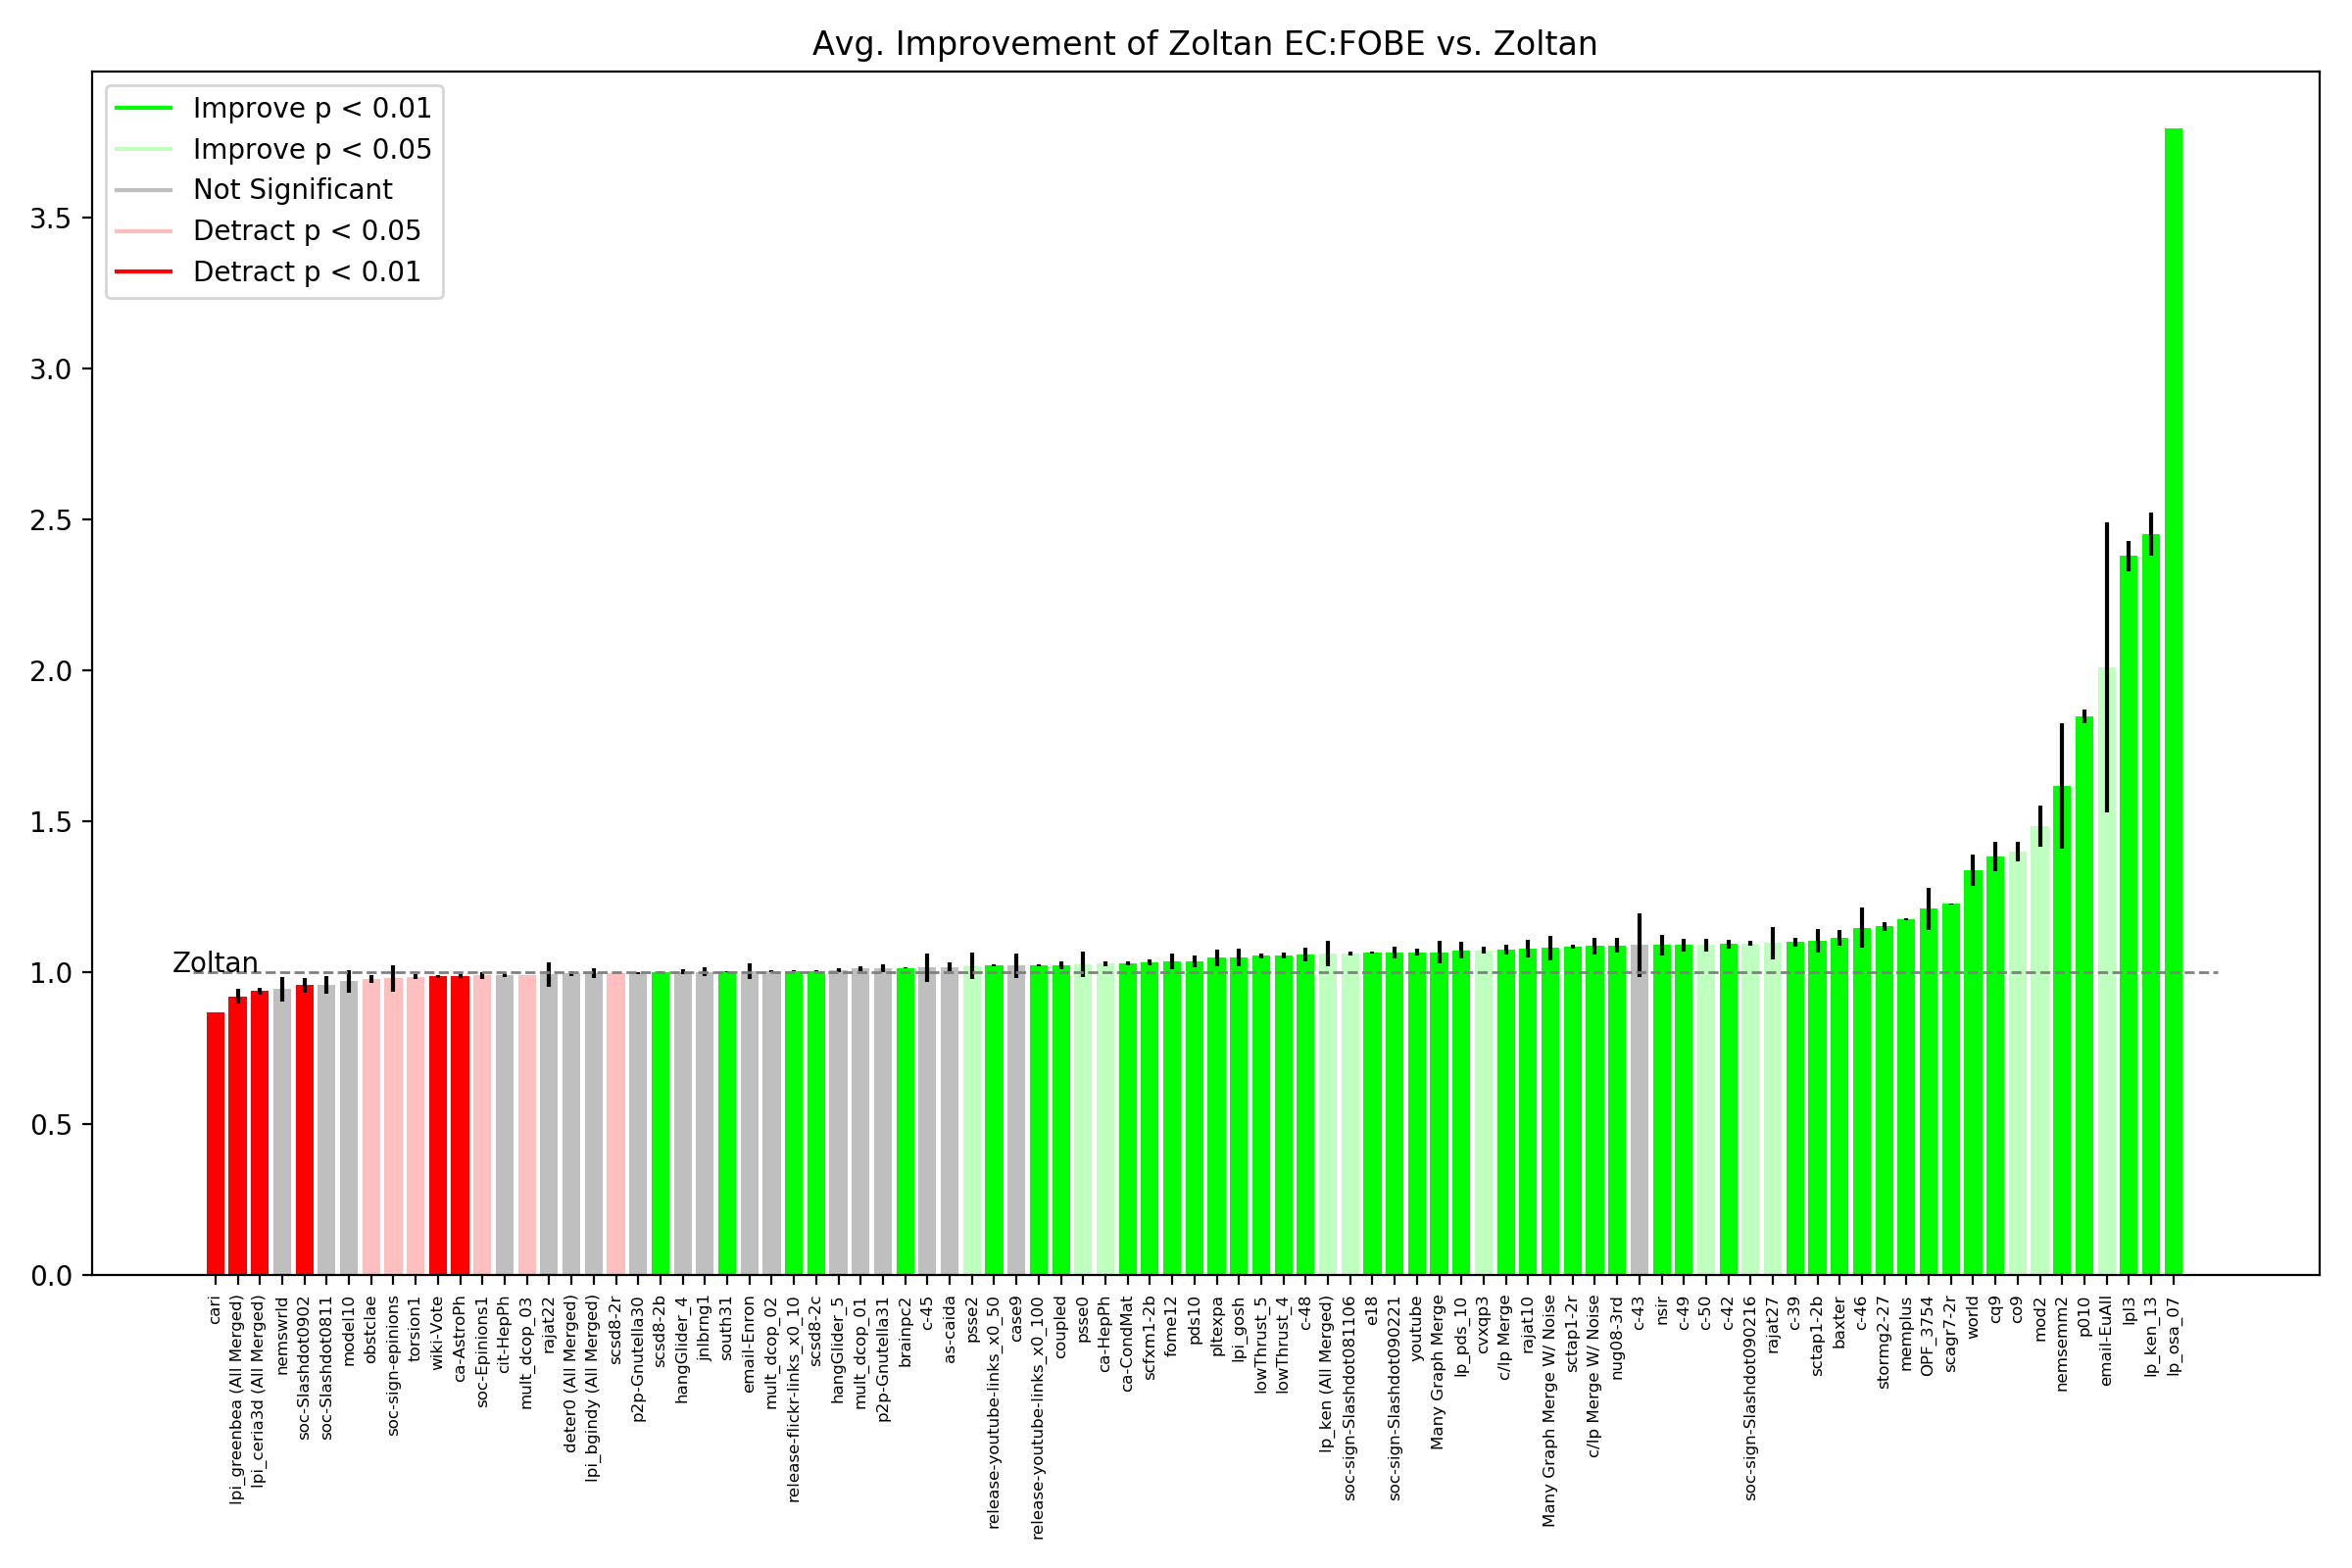 Avg. Improvement of Zoltan EC:FOBE vs. Zoltan
Improve p < 0.01
Improve p < 0.05
Not Significant
Detract p < 0.05
Detract p < 0.01
3.5
3.0
2.5
2.0
1.5
1.0
0.5
0.0
Zoltan
cari
lpi_greenbea (All Merged)
lpi_ceria3d (All Merged)
nemswrld
soc-Slashdot0902
soc-Slashdot0811
model10
obstclae
soc-sign-epinions
torsion1
wiki-Vote
ca-AstroPh
soc-Epinions1
cit-HepPh
mult_dcop_03
rajat22
deter0 (All Merged)
lpi_bgindy (All Merged)
scsd8-2r
p2p-Gnutella30
scsd8-2b
hangGlider_4
jnlbrng1
south31
email-Enron
mult_dcop_02
release-flickr-links_x0_10
scsd8-2c
hangGlider_5
mult_dcop_01
p2p-Gnutella31
brainpc2
c-45
as-caida
psse2
release-youtube-links_x0_50
case9
release-youtube-links_x0_100
coupled
psse0
ca-HepPh
ca-CondMat
scfxm1-2b
fome12
pds10
pltexpa
lpi_gosh
lowThrust_5
lowThrust_4
c-48
lp_ken (All Merged)
soc-sign-Slashdot081106
e18
soc-sign-Slashdot090221
youtube
Many Graph Merge
lp_pds_10
cvxqp3
c/lp Merge
rajat10
Many Graph Merge W/ Noise
sctap1-2r
c/lp Merge W/ Noise
nug08-3rd
c-43
nsir
c-49
c-50
c-42
soc-sign-Slashdot090216
rajat27
c-39
sctap1-2b
baxter
c-46
stormg2-27
memplus
OPF_3754
scagr7-2r
world
cq9
co9
mod2
nemsemm2
p010
email-EuAll
lpl3
lp_ken_13
lp_osa_07